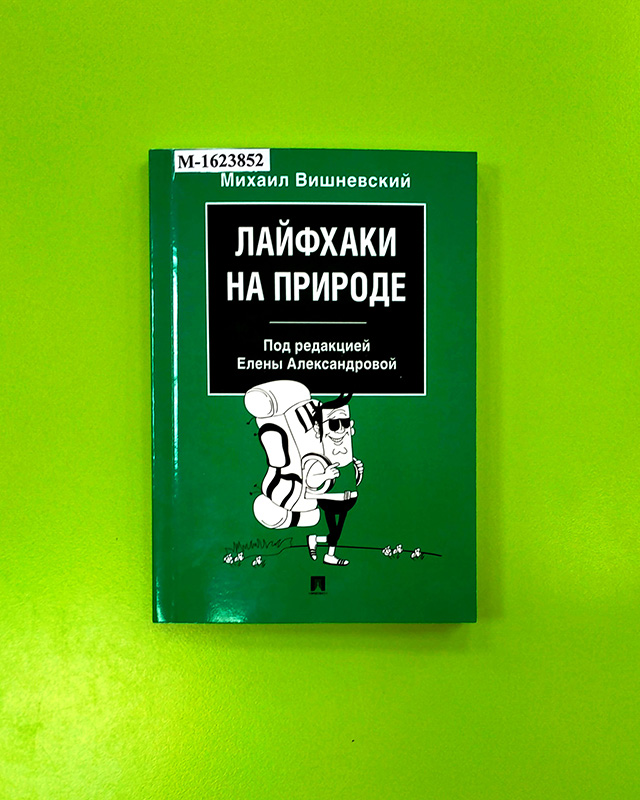 М-1623852
Михаил Вишневский
ЛАЙФХАКИ
НА ПРИРОДЕ
Под редакцией
Елены Александровой